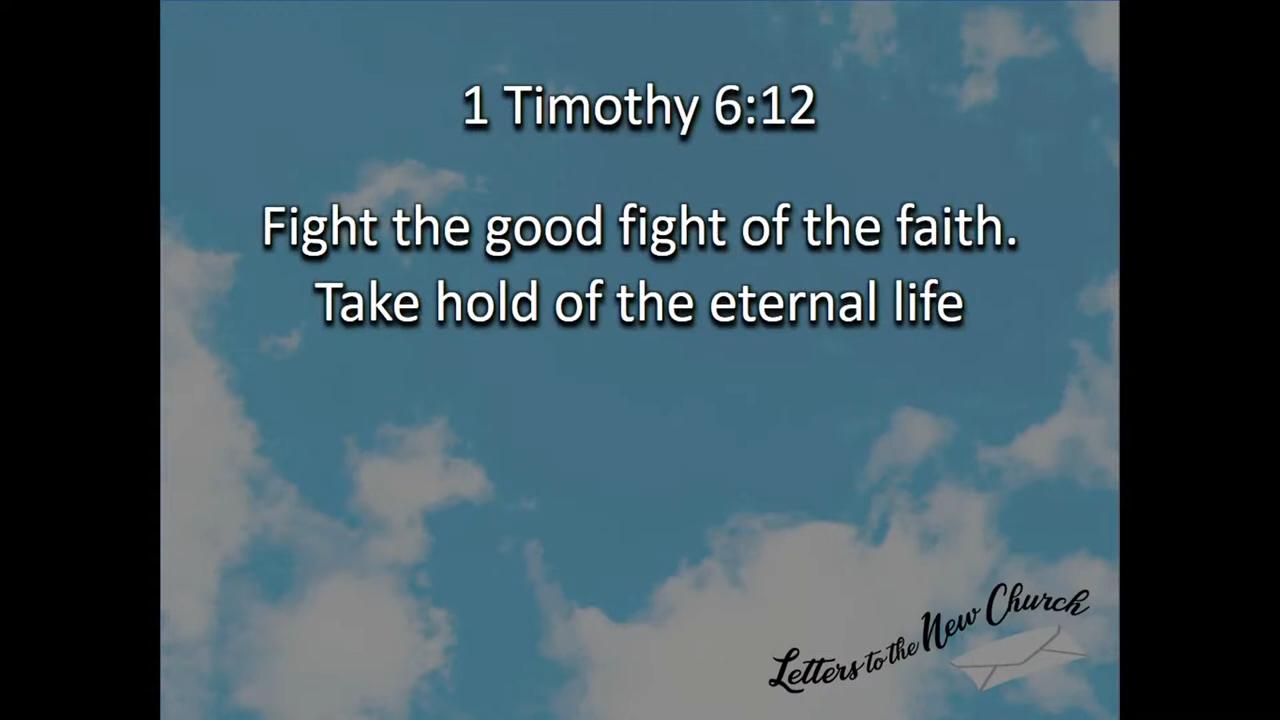 1 Timothy 6:12
Fight the good fight of the faith.
Take hold of the eternal life
Letters to the New Church